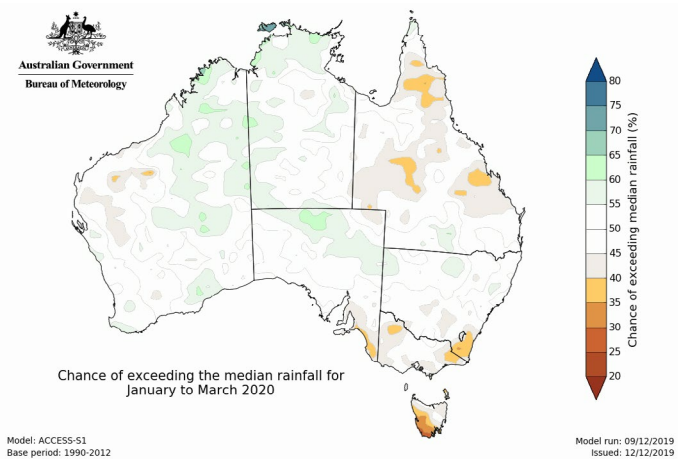 Australian Government
Bureau of Meteorology
80
75
70
65
60
55
50
45
40
35
30
25
20
Chance of exceeding median rainfall (%)
Chance of exceeding the median rainfall for
January to March 2020
Model: ACCESS-S1
Base period: 1990-2012
Model run: 09/12/2019
Issued: 12/12/2019